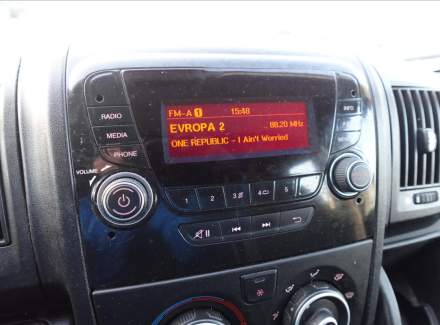 FM-A 1 15:48
RADIO
INFO
EVROPA 2 88.20 MHz
MEDIA
ONE REPUBLIC - I Ain't Worried
PHONE
VOLUME
1 2 3 4 5